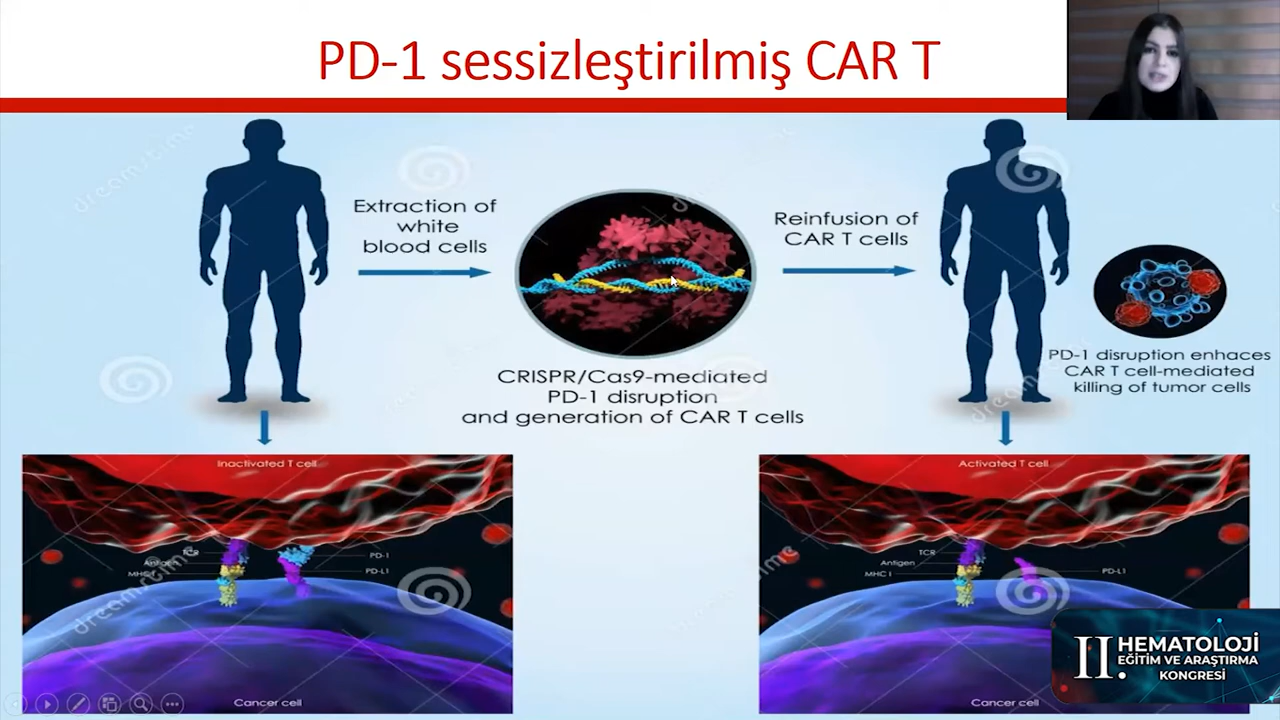 PD-1 sessizleştirilmiş CAR T
Extraction of
white
blood cells
Reinfusion of
CAR T cells
CRISPR/Cas9-mediated
PD-1 disruption
and generation of CAR T cells
PD-1 disruption enhaces
CAR T cell-mediated
killing of tumor cells
Inactivated T cell
TCR
Antigen
MHC I
PD-1
PD-L1
Cancer cell
Activated T cell
TCR
Antigen
MHC I
PD-L1
Cancer cell
II. HEMATOLOJİ
EĞİTİM VE ARAŞTIRMA
KONGRESİ
dreamstime
dreamstime
dreamstime